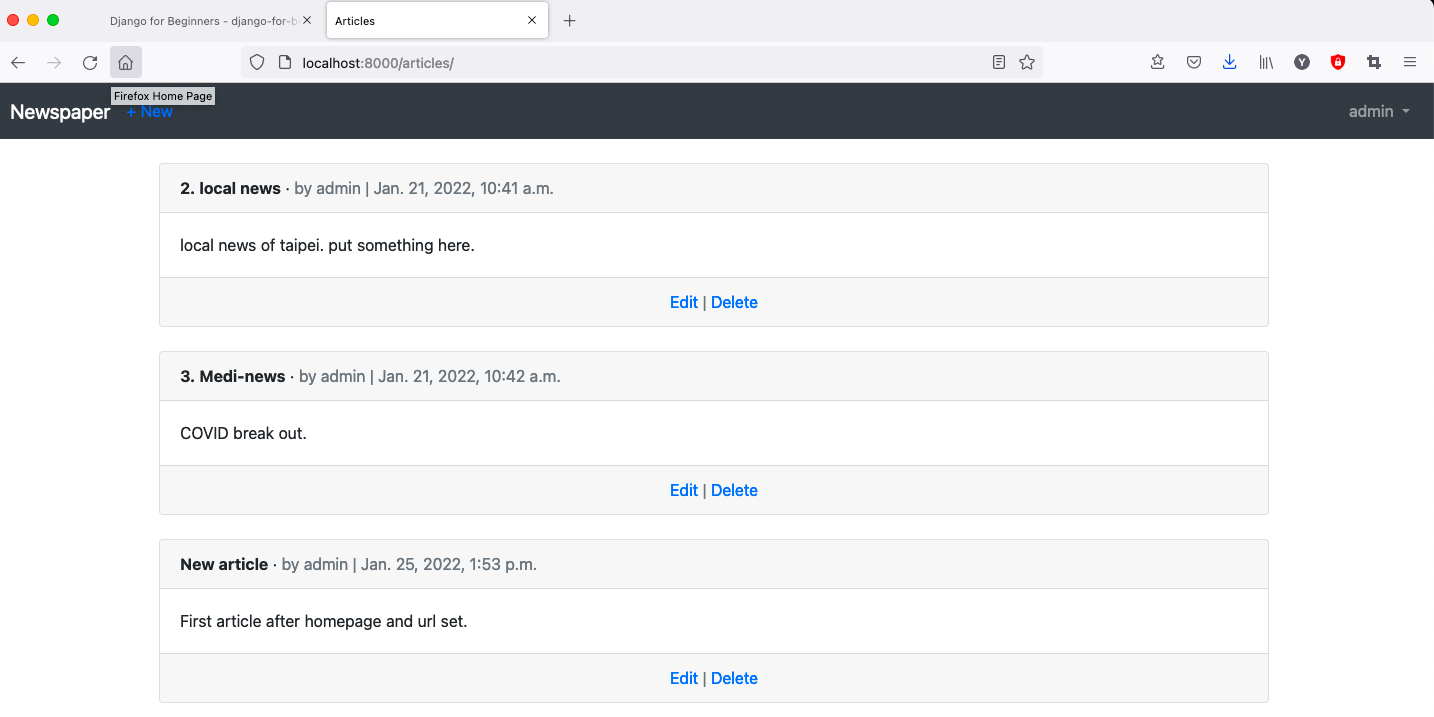 Django for Beginners - django-for-b
Articles
localhost:8000/articles/
Firefox Home Page
Newspaper + New admin
2. local news · by admin | Jan. 21, 2022, 10:41 a.m.
local news of taipei. put something here.
Edit | Delete
3. Medi-news · by admin | Jan. 21, 2022, 10:42 a.m.
COVID break out.
Edit | Delete
New article · by admin | Jan. 25, 2022, 1:53 p.m.
First article after homepage and url set.
Edit | Delete